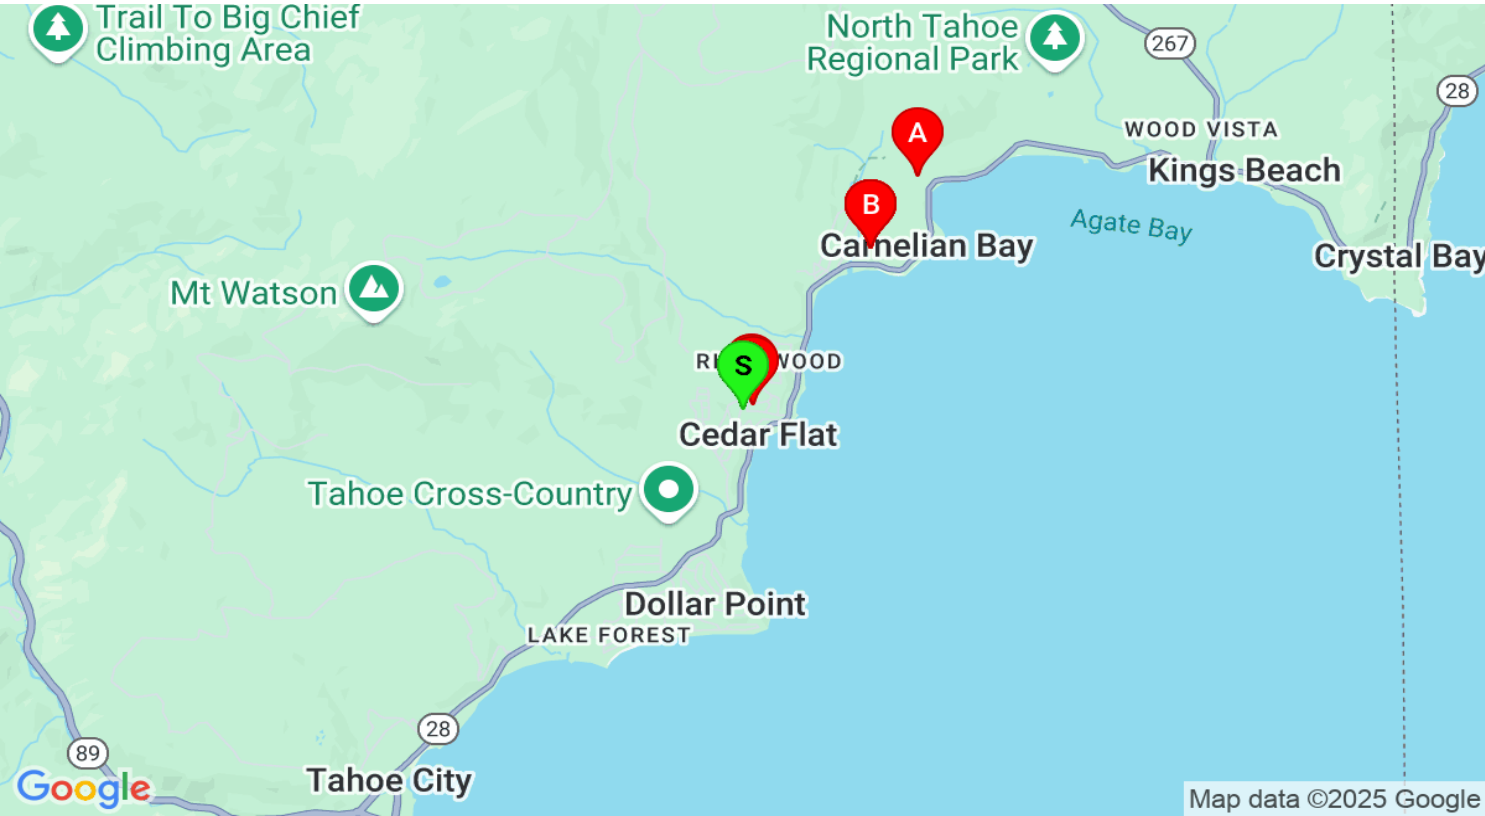 Trail To Big Chief
Climbing Area
North Tahoe
Regional Park
267
28
A
WOOD VISTA
Kings Beach
B
Agate Bay
Carnelian Bay
Crystal Bay
Mt Watson
S
WOOD
Cedar Flat
Tahoe Cross-Country
Dollar Point
LAKE FOREST
28
89
Tahoe City
Google
Map data ©2025 Google